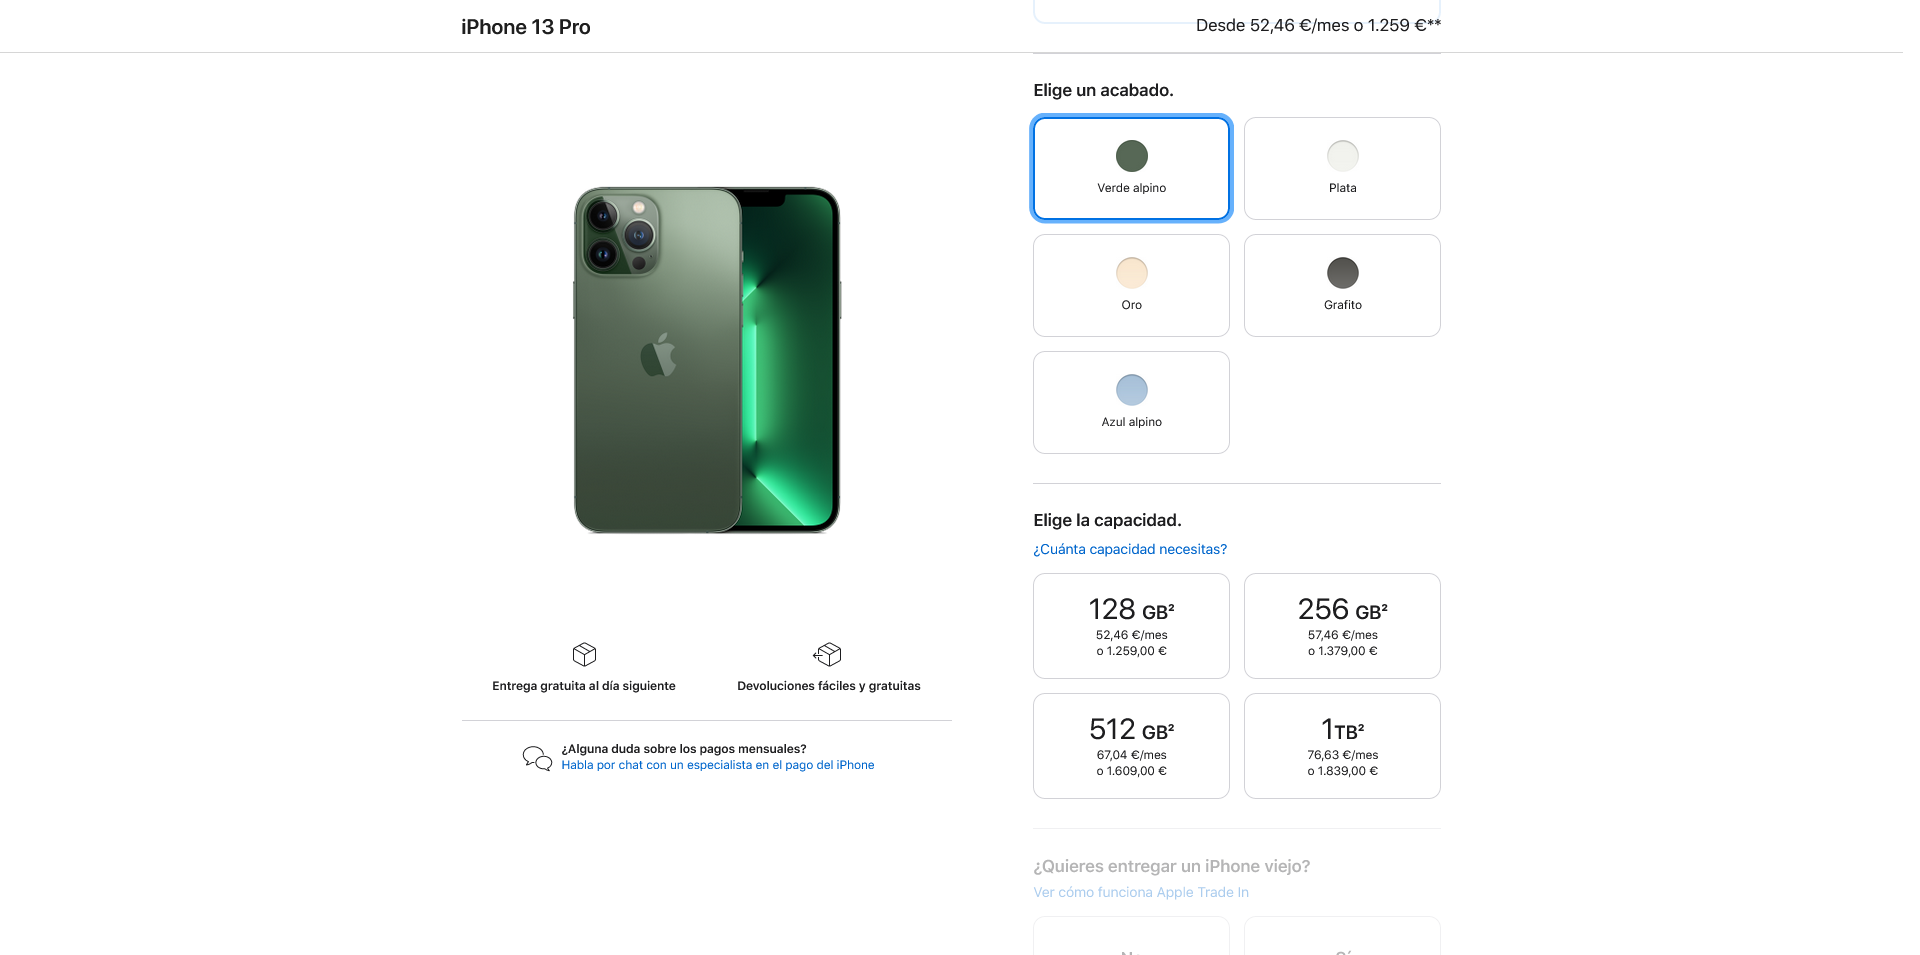 iPhone 13 Pro
Desde 52,46 €/mes o 1.259 €**
Elige un acabado.
Verde alpino
Plata
Oro
Grafito
Azul alpino
Elige la capacidad.
¿Cuánta capacidad necesitas?
128 GB²
52,46 €/mes
o 1.259,00 €
256 GB²
57,46 €/mes
o 1.379,00 €
512 GB²
67,04 €/mes
o 1.609,00 €
1TB²
76,63 €/mes
o 1.839,00 €
Entrega gratuita al día siguiente
Devoluciones fáciles y gratuitas
¿Alguna duda sobre los pagos mensuales?
Habla por chat con un especialista en el pago del iPhone
¿Quieres entregar un iPhone viejo?
Ver cómo funciona Apple Trade In